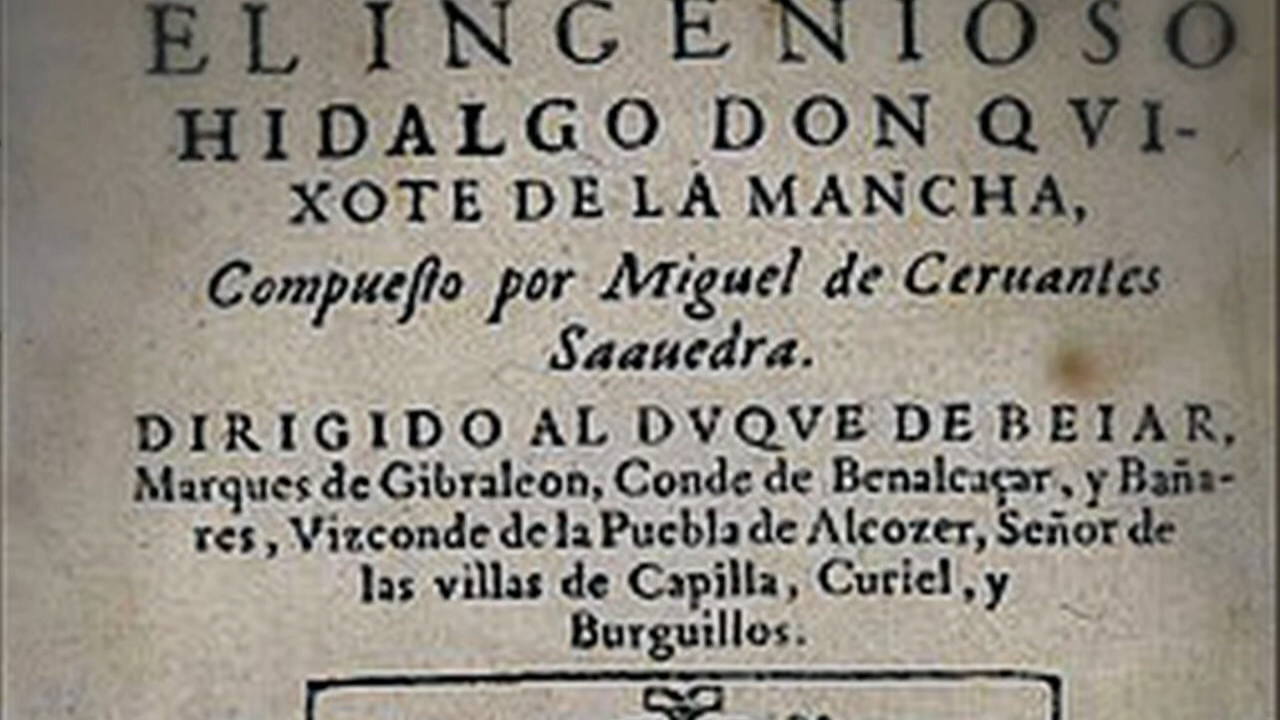 EL INGENIOSO
HIDALGO DON QVI-
XOTE DE LA MANCHA,
Compueſto por Miguel de Ceruantes
Saauedra.
DIRIGIDO AL DVQVE DE BEIAR,
Marques de Gibraleon, Conde de Benalcaçar, y Baña-
res, Vizconde de la Puebla de Alcozer, Señor de
las villas de Capilla, Curiel, y
Burguillos.